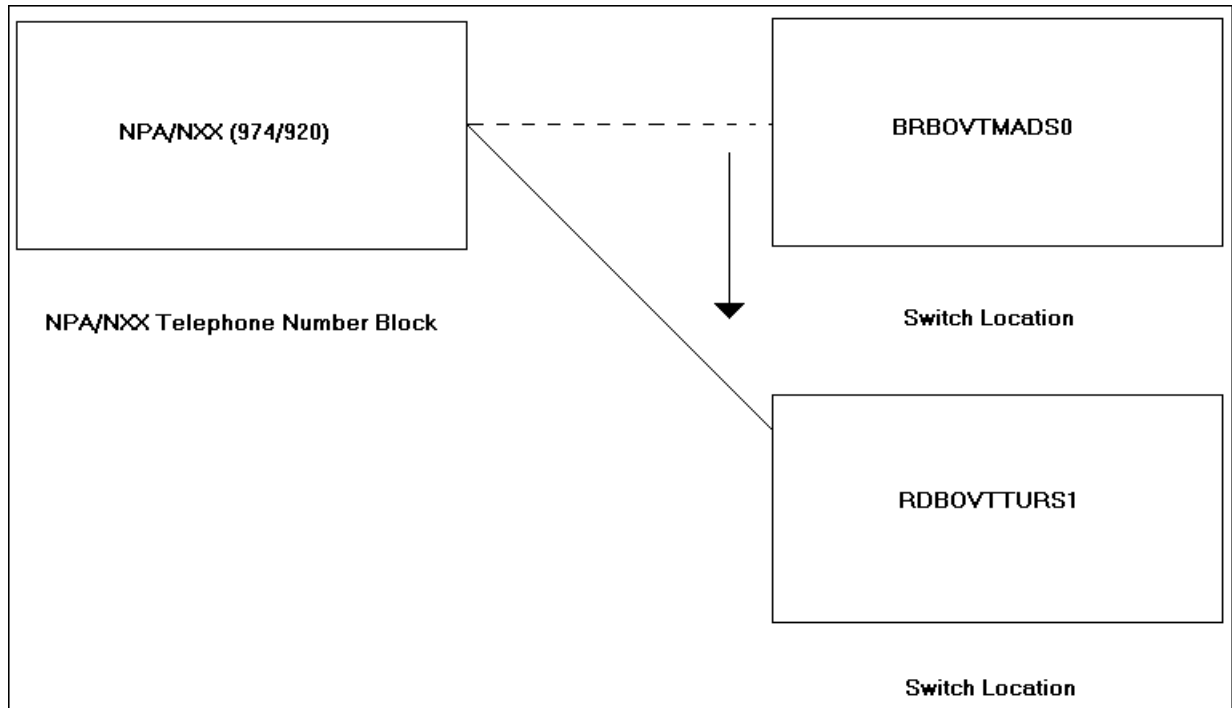 NPA/NXX (974/920)
BRBOVTMADS0
NPA/NXX Telephone Number Block
Switch Location
RDBOVTTURS1
Switch Location